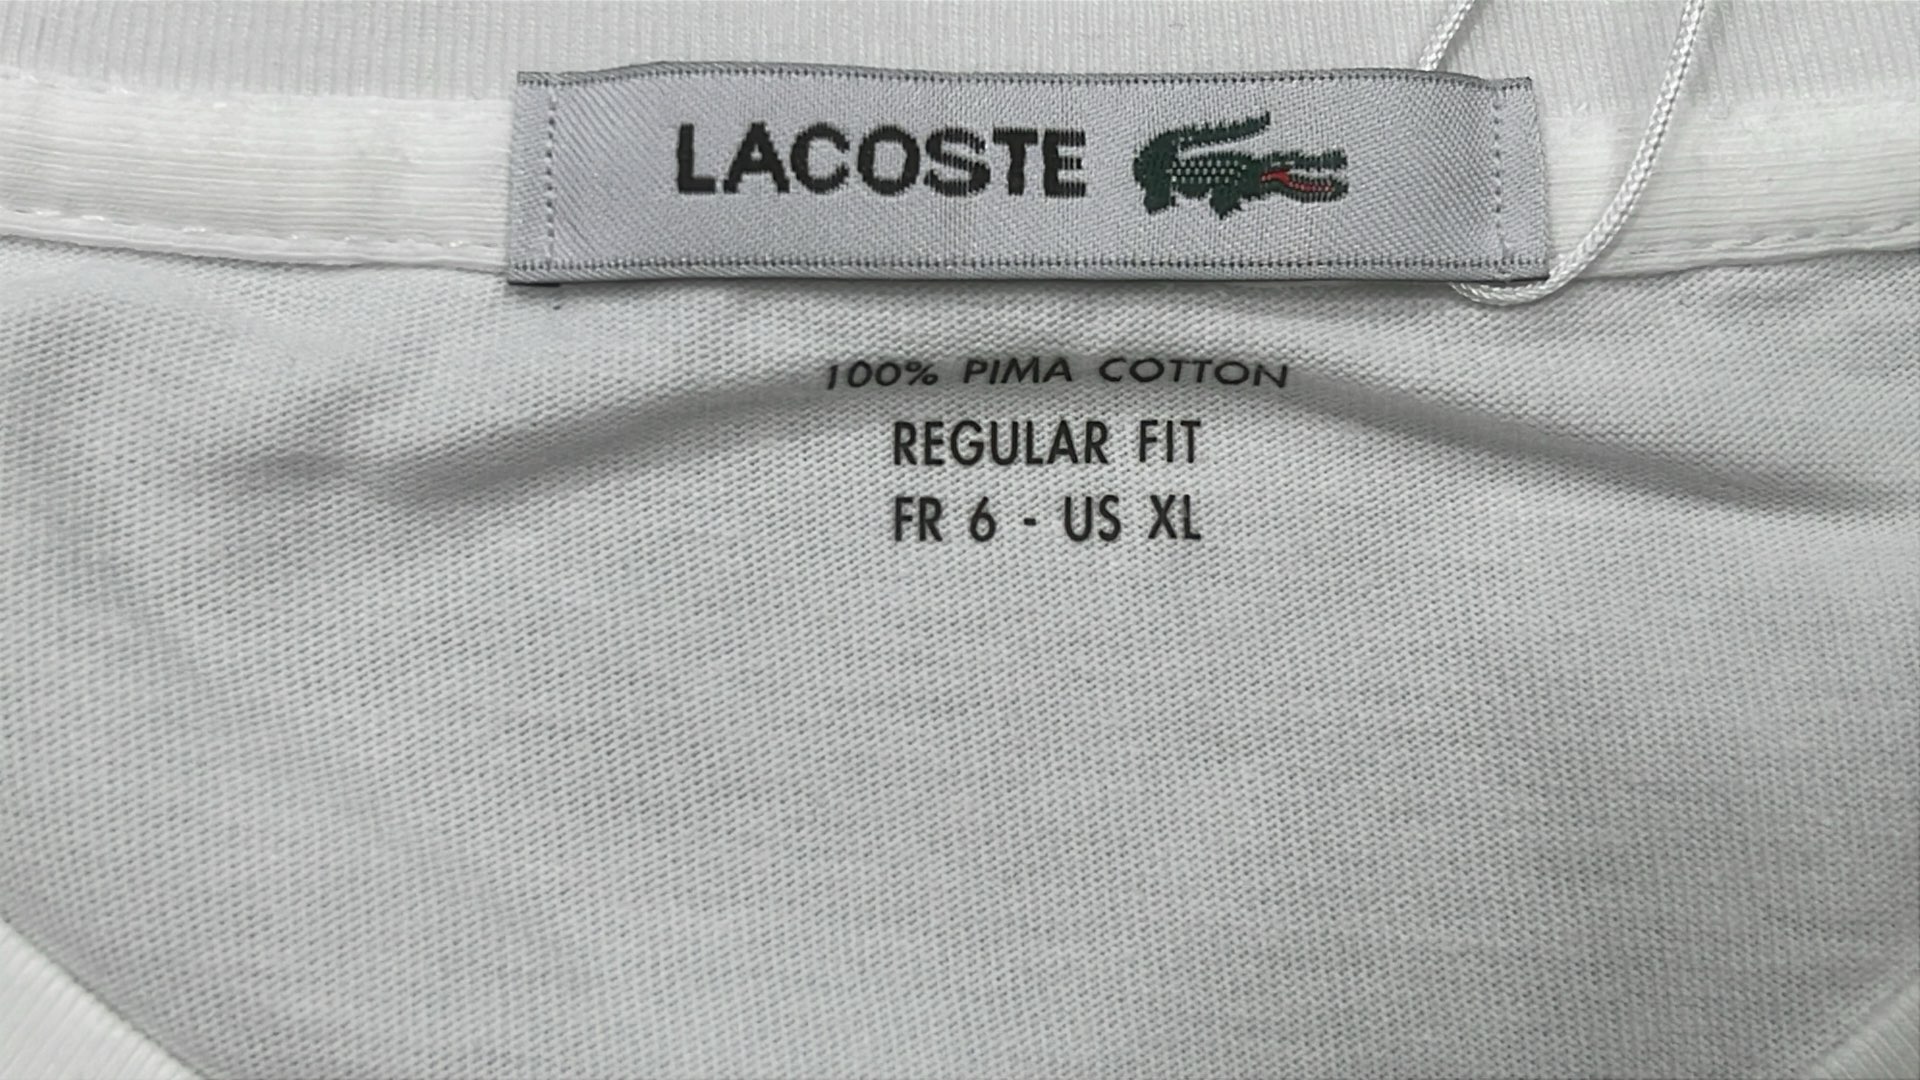 LACOSTE
100% PIMA COTTON
REGULAR FIT
FR 6 - US XL